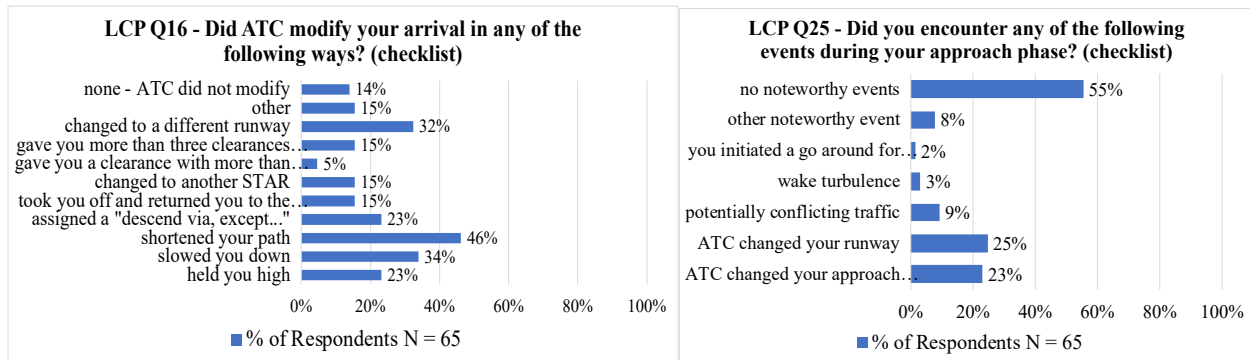 LCP Q16 - Did ATC modify your arrival in any of the
following ways? (checklist)
none - ATC did not modify
14%
other
15%
changed to a different runway
32%
gave you more than three clearances…
15%
gave you a clearance with more than…
5%
changed to another STAR
15%
took you off and returned you to the…
15%
assigned a "descend via, except..."
23%
shortened your path
46%
slowed you down
34%
held you high
23%
0% 20% 40% 60% 80% 100%
% of Respondents N = 65
LCP Q25 - Did you encounter any of the following
events during your approach phase? (checklist)
no noteworthy events
55%
other noteworthy event
8%
you initiated a go around for…
2%
wake turbulence
3%
potentially conflicting traffic
9%
ATC changed your runway
25%
ATC changed your approach…
23%
0% 20% 40% 60% 80% 100%
% of Respondents N = 65